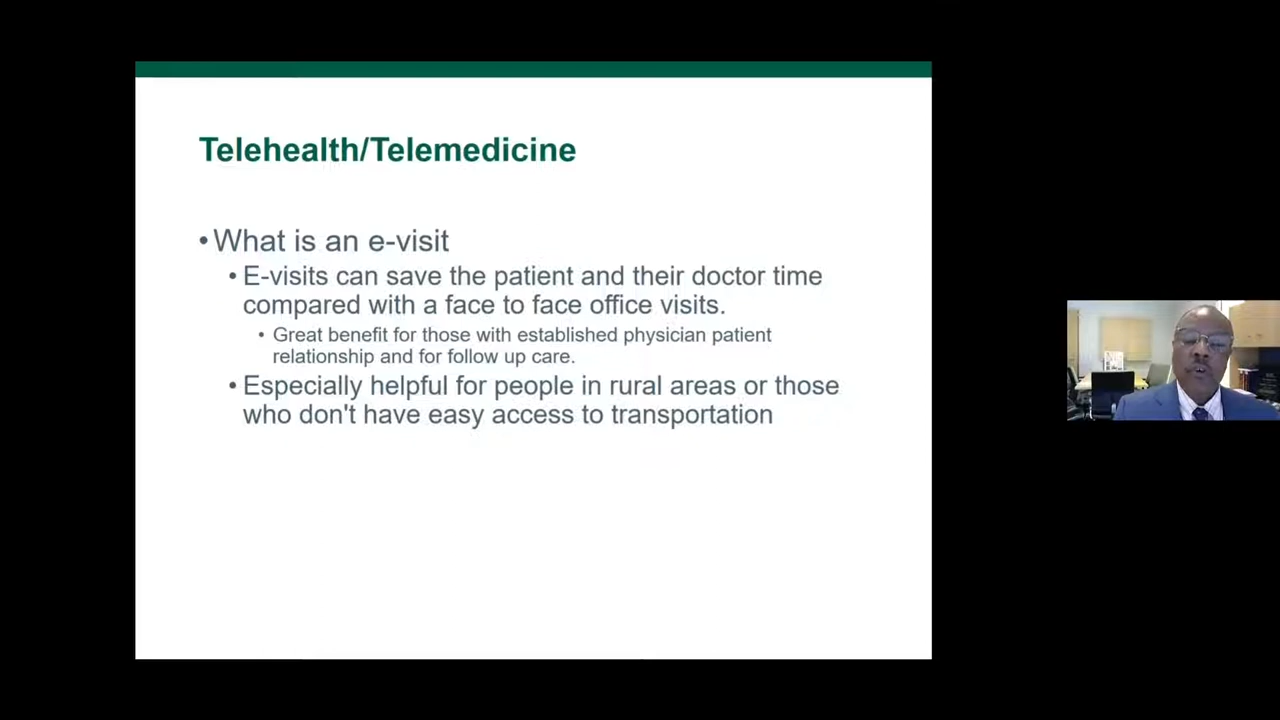 Telehealth/Telemedicine
•What is an e-visit
• E-visits can save the patient and their doctor time
compared with a face to face office visits.
• Great benefit for those with established physician patient
relationship and for follow up care.
• Especially helpful for people in rural areas or those
who don't have easy access to transportation